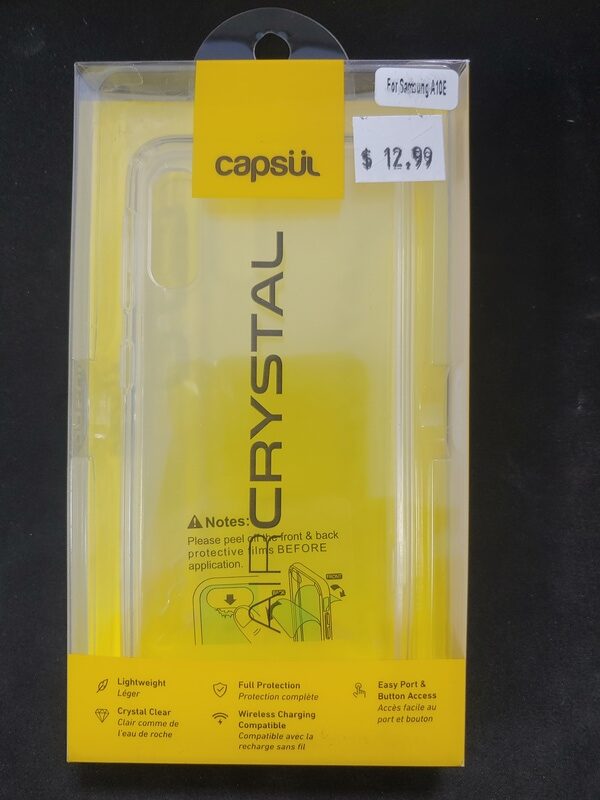 For Samsung A10E
capsül
$ 12.99
AIR CRYSTAL
Notes:
Please peel off the front & back
protective films BEFORE
application.
BACK
FRONT
Lightweight
Léger
Crystal Clear
Clair comme de
l'eau de roche
Full Protection
Protection complète
Wireless Charging
Compatible
Compatible avec la
recharge sans fil
Easy Port &
Button Access
Accès facile au
port et bouton